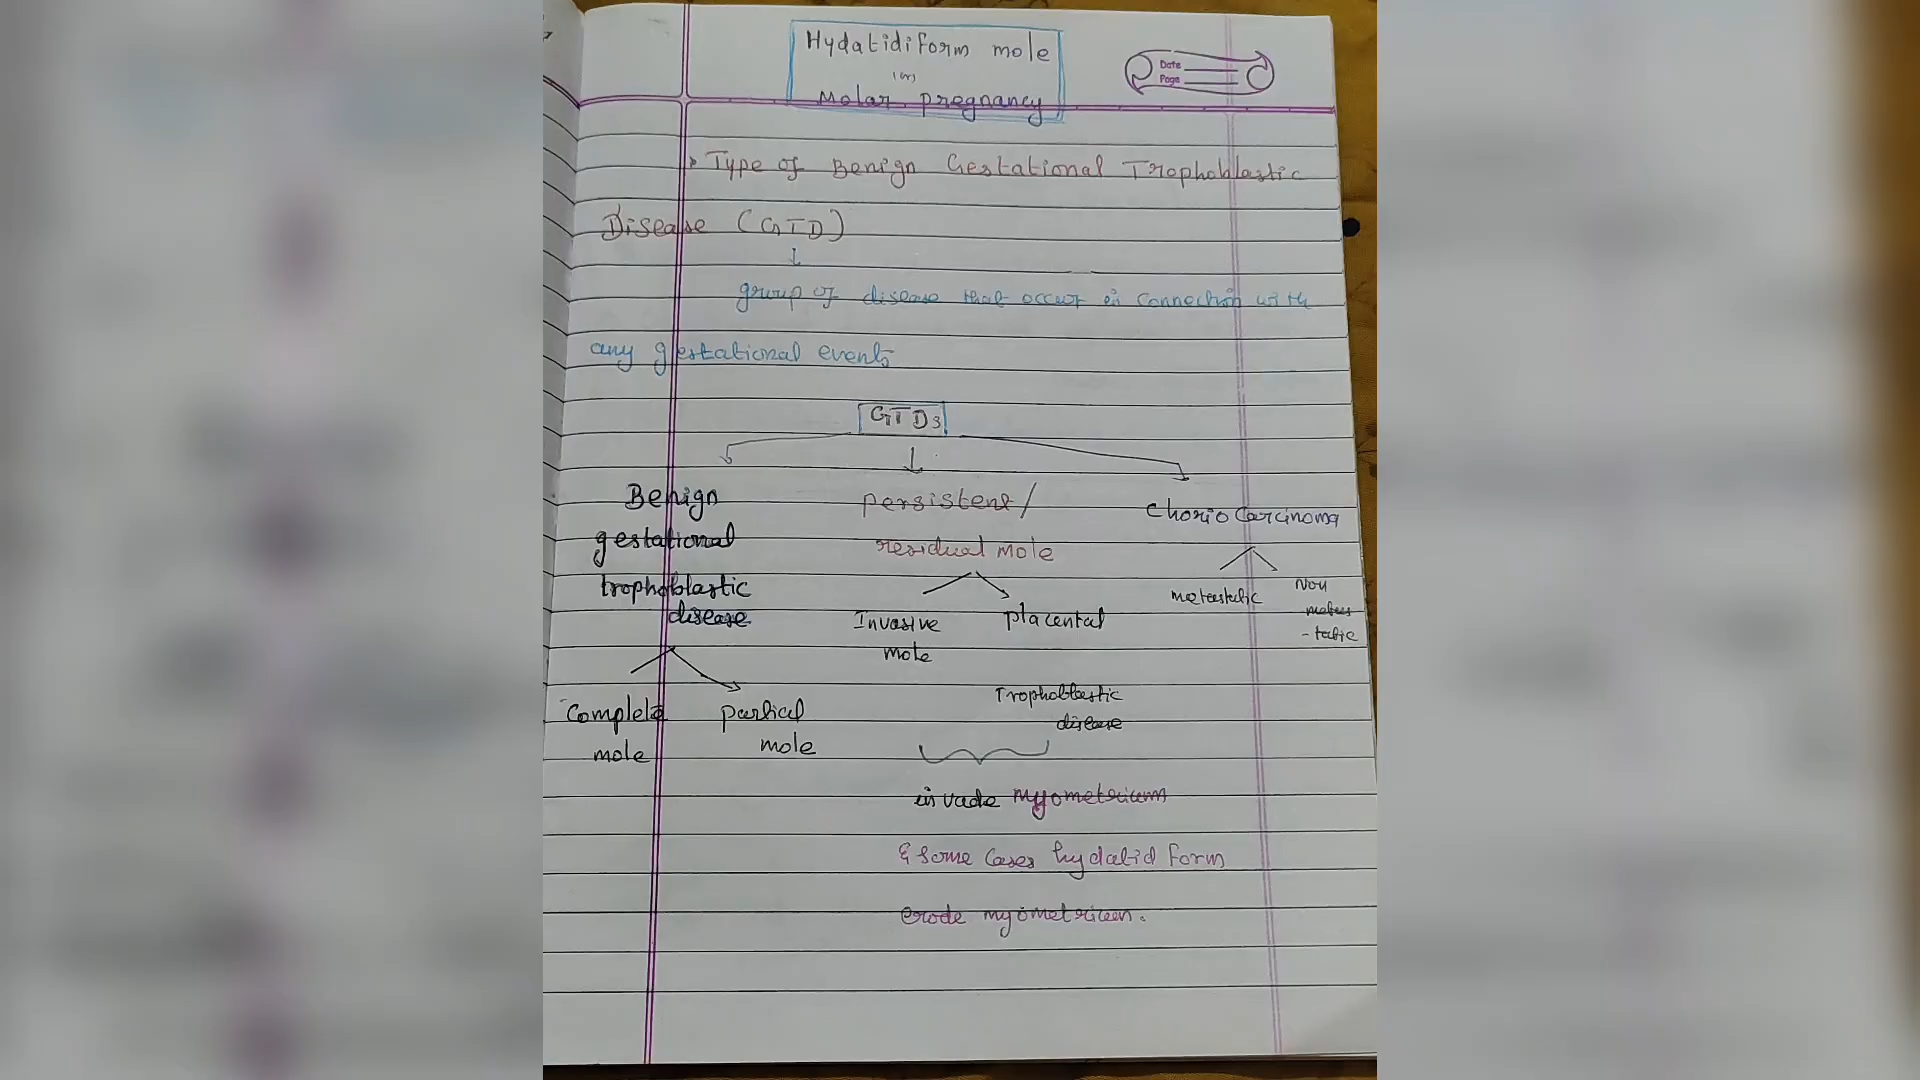 Hydatidiform mole
(or)
Molar pregnancy
Date
Page
Type of Benign Gestational Trophoblastic
Disease (GTD)
↓
group of disease that occur in connection with
any gestational events
GTDs
Benign
gestational
trophoblastic
disease
Complete
mole
partial
mole
persistent/
residual mole
Invasive
mole
placental
Trophoblastic
disease
invade myometrium
& some cases hydatid form
erode myometrium.
Chorio Carcinoma
metastatic
Non
metas
-tatic